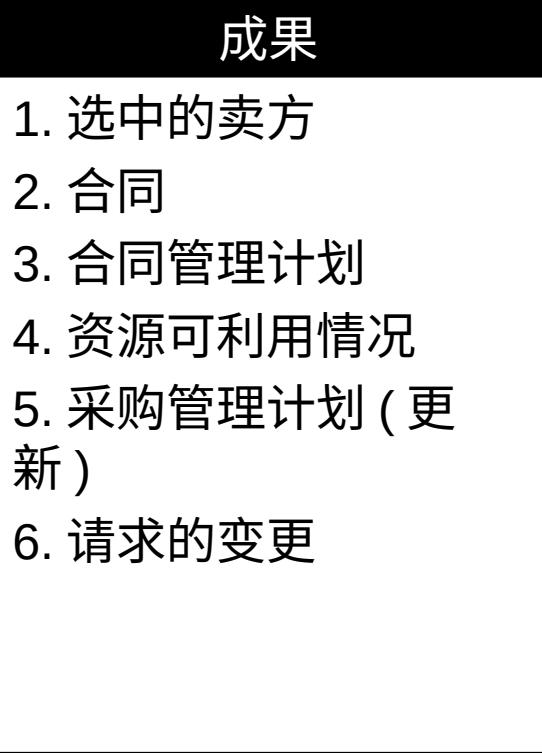 成果
1. 选中的卖方
2. 合同
3. 合同管理计划
4. 资源可利用情况
5. 采购管理计划 ( 更
新 )
6. 请求的变更